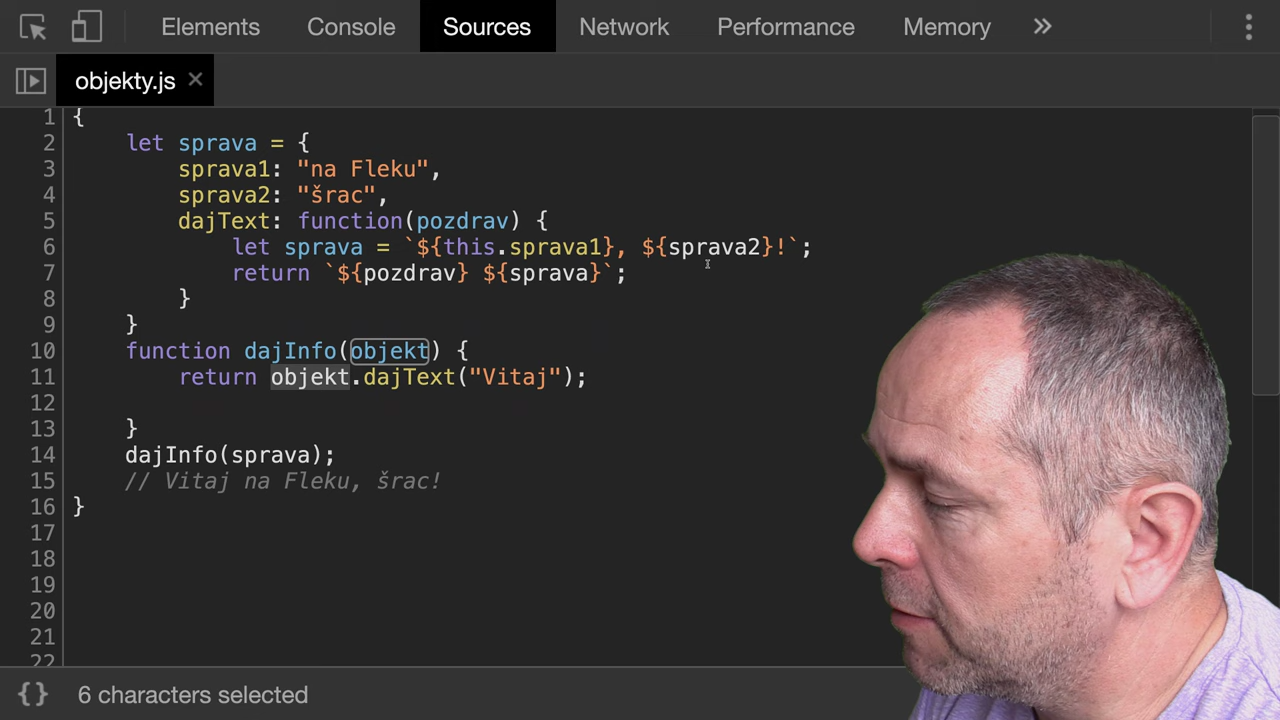 Elements Console Sources Network Performance Memory
objekty.js
1 {
2 let sprava = {
3 sprava1: "na Fleku",
4 sprava2: "šrac",
5 dajText: function(pozdrav) {
6 let sprava = `${this.sprava1}, ${sprava2}!`;
7 return `${pozdrav} ${sprava}`;
8 }
9 }
10 function dajInfo(objekt) {
11 return objekt.dajText("Vitaj");
12
13 }
14 dajInfo(sprava);
15 // Vitaj na Fleku, šrac!
16 }
17
18
19
20
21
22
{} 6 characters selected